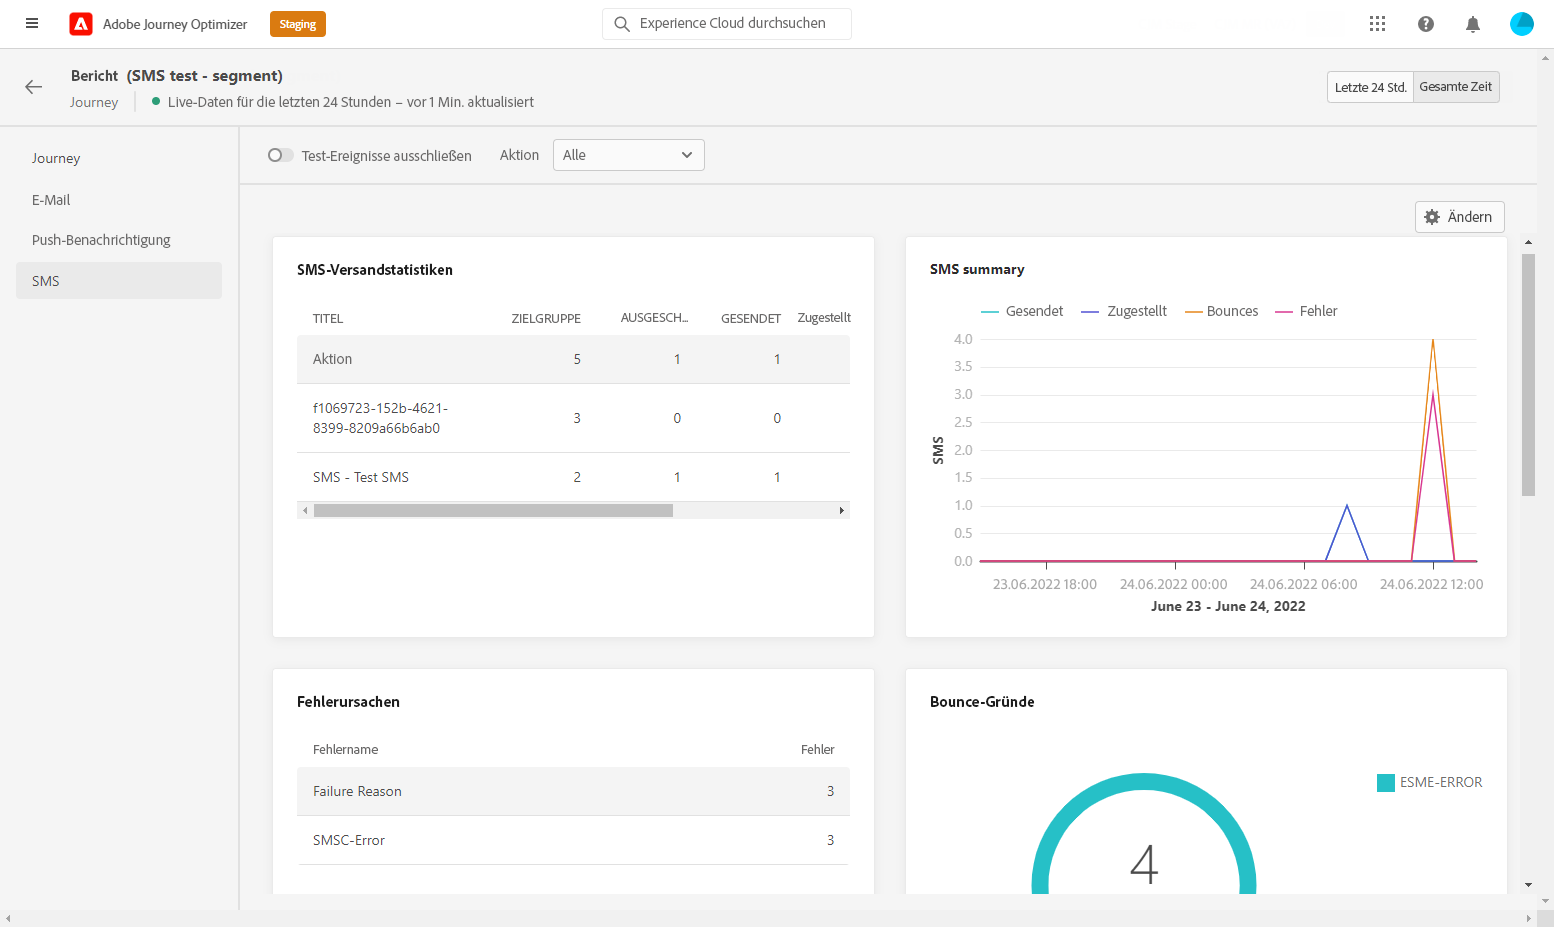 Adobe Journey Optimizer
Staging
Experience Cloud durchsuchen
Bericht (SMS test - segment)
Journey
Live-Daten für die letzten 24 Stunden – vor 1 Min. aktualisiert
Letzte 24 Std.
Gesamte Zeit
Journey
E-Mail
Push-Benachrichtigung
SMS
Test-Ereignisse ausschließen
Aktion
Alle
Ändern
SMS-Versandstatistiken
TITEL ZIELGRUPPE AUSGESCH... GESENDET Zugestellt
Aktion 5 1 1
f1069723-152b-4621-
8399-8209a66b6ab0 3 0 0
SMS - Test SMS 2 1 1
SMS summary
Gesendet Zugestellt Bounces Fehler
4.0
3.5
3.0
2.5
2.0
1.5
1.0
0.5
0.0
SMS
23.06.2022 18:00 24.06.2022 00:00 24.06.2022 06:00 24.06.2022 12:00
June 23 - June 24, 2022
Fehlerursachen
Fehlername Fehler
Failure Reason 3
SMSC-Error 3
Bounce-Gründe
ESME-ERROR
4